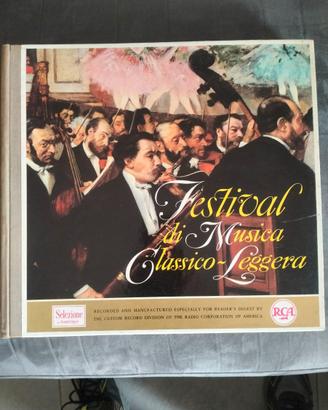 Festival
di Musica
Classico-Leggera
Selezione
RECORDED AND MANUFACTURED ESPECIALLY FOR READER'S DIGEST BY
THE CUSTOM RECORD DIVISION OF THE RADIO CORPORATION OF AMERICA
RCA